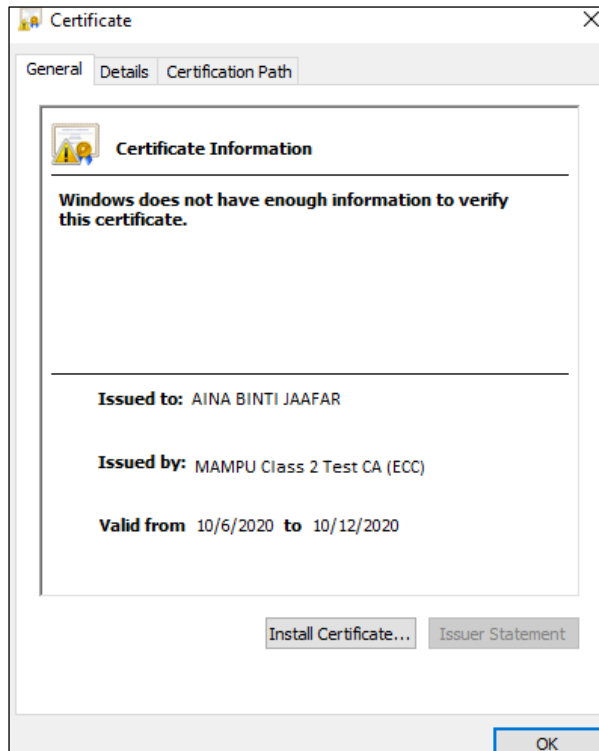 Certificate
General Details Certification Path
Certificate Information
Windows does not have enough information to verify
this certificate.
Issued to: AINA BINTI JAAFAR
Issued by: MAMPU Class 2 Test CA (ECC)
Valid from 10/6/2020 to 10/12/2020
Install Certificate... Issuer Statement
OK